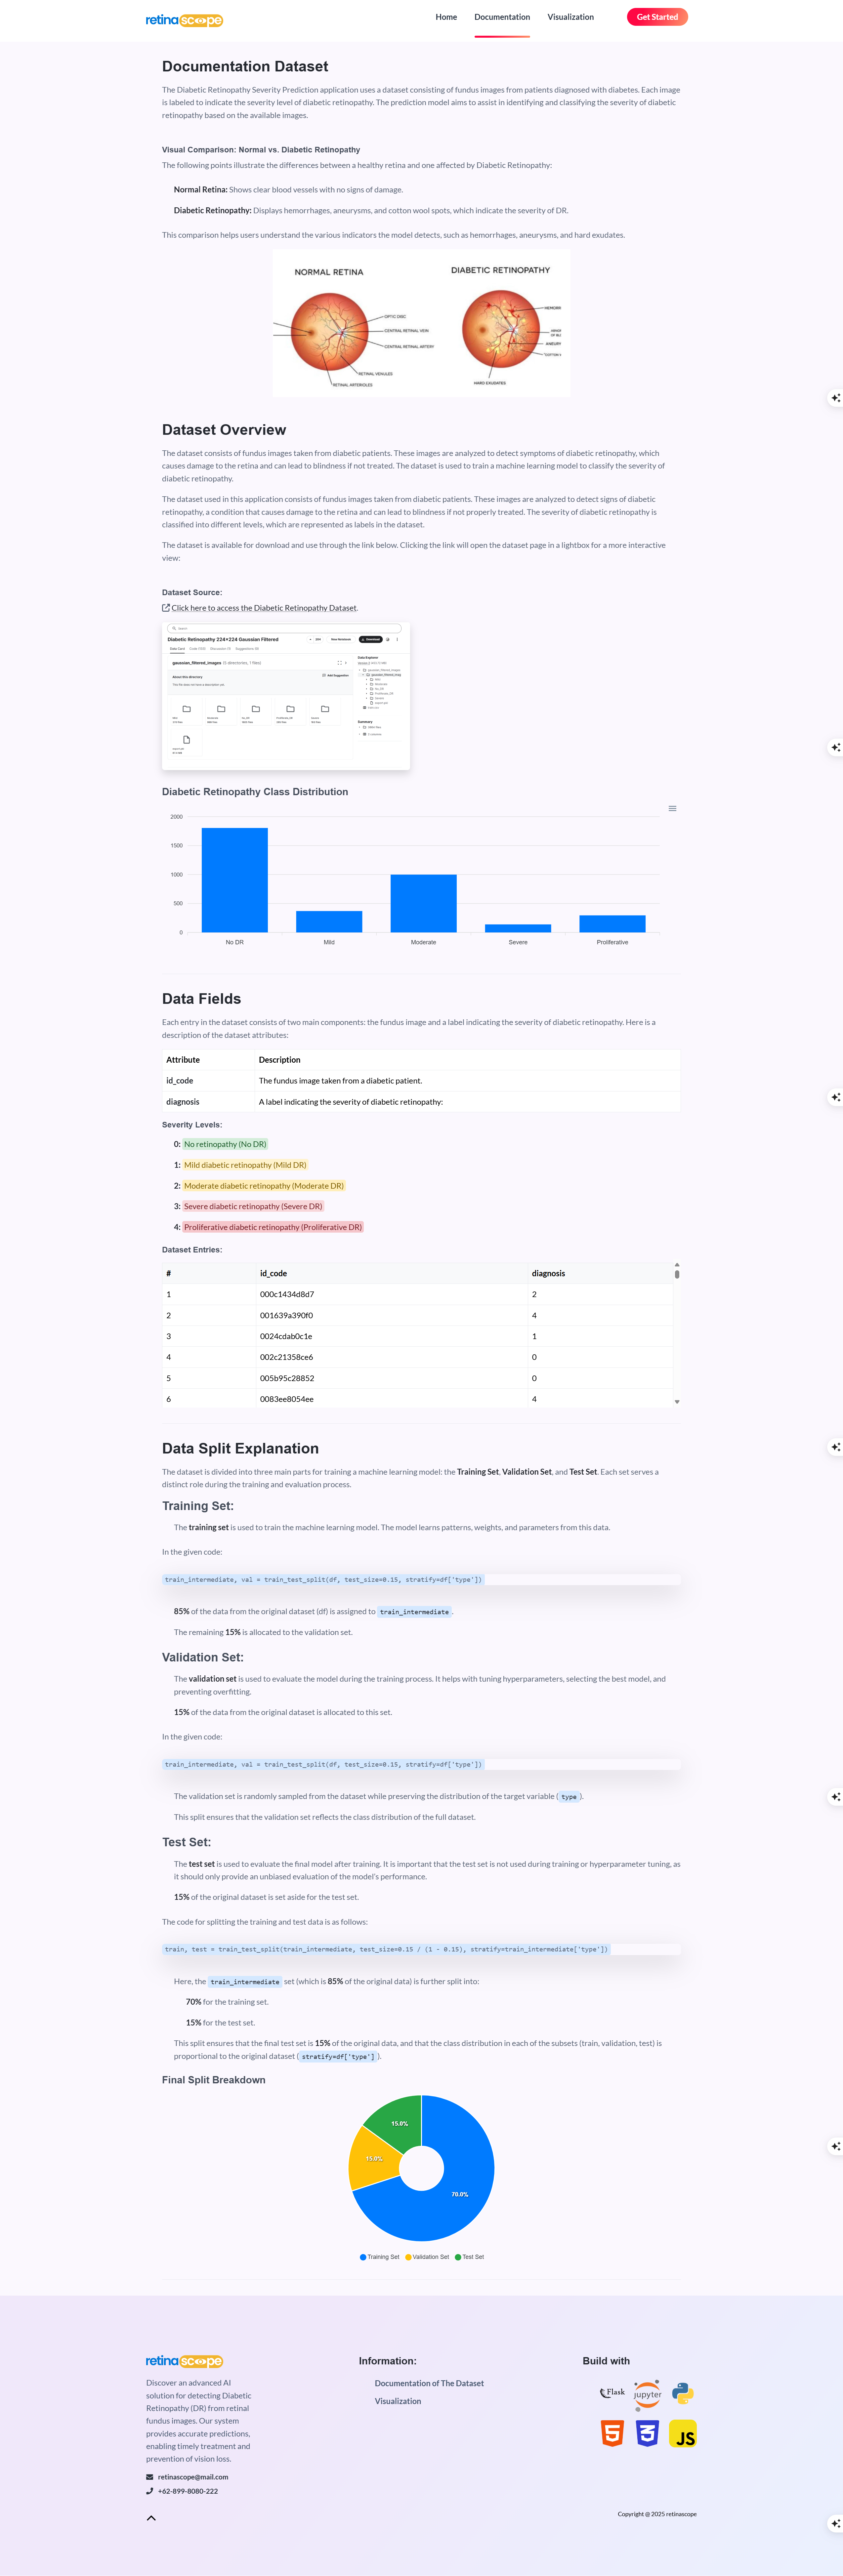 retinascope
Home Documentation Visualization Get Started
Documentation Dataset
The Diabetic Retinopathy Severity Prediction application uses a dataset consisting of fundus images from patients diagnosed with diabetes. Each image
is labeled to indicate the severity level of diabetic retinopathy. The prediction model aims to assist in identifying and classifying the severity of diabetic
retinopathy based on the available images.
Visual Comparison: Normal vs. Diabetic Retinopathy
The following points illustrate the differences between a healthy retina and one affected by Diabetic Retinopathy:
Normal Retina: Shows clear blood vessels with no signs of damage.
Diabetic Retinopathy: Displays hemorrhages, aneurysms, and cotton wool spots, which indicate the severity of DR.
This comparison helps users understand the various indicators the model detects, such as hemorrhages, aneurysms, and hard exudates.
NORMAL RETINA
DIABETIC RETINOPATHY
OPTIC DISC
CENTRAL RETINAL VEIN
CENTRAL RETINAL ARTERY
RETINAL VENULES
RETINAL ARTERIOLES
HEMORR
ANEURY
HARD EXUDATES
Dataset Overview
The dataset consists of fundus images taken from diabetic patients. These images are analyzed to detect symptoms of diabetic retinopathy, which
causes damage to the retina and can lead to blindness if not treated. The dataset is used to train a machine learning model to classify the severity of
diabetic retinopathy.
The dataset used in this application consists of fundus images taken from diabetic patients. These images are analyzed to detect signs of diabetic
retinopathy, a condition that causes damage to the retina and can lead to blindness if not properly treated. The severity of diabetic retinopathy is
classified into different levels, which are represented as labels in the dataset.
The dataset is available for download and use through the link below. Clicking the link will open the dataset page in a lightbox for a more interactive
view:
Dataset Source:
Click here to access the Diabetic Retinopathy Dataset.
Search
Diabetic Retinopathy 224x224 Gaussian Filtered
Download
Data Card
gaussian_filtered_images (5 directories, 1 files)
About this directory
Add Suggestion
This file does not have a description yet.
Data Explorer
Summary
Diabetic Retinopathy Class Distribution
2000
1500
1000
500
0
No DR Mild Moderate Severe Proliferative
Data Fields
Each entry in the dataset consists of two main components: the fundus image and a label indicating the severity of diabetic retinopathy. Here is a
description of the dataset attributes:
Attribute Description
id_code The fundus image taken from a diabetic patient.
diagnosis A label indicating the severity of diabetic retinopathy:
Severity Levels:
0: No retinopathy (No DR)
1: Mild diabetic retinopathy (Mild DR)
2: Moderate diabetic retinopathy (Moderate DR)
3: Severe diabetic retinopathy (Severe DR)
4: Proliferative diabetic retinopathy (Proliferative DR)
Dataset Entries:
# id_code diagnosis
1 000c1434d8d7 2
2 001639a390f0 4
3 0024cdab0c1e 1
4 002c21358ce6 0
5 005b95c28852 0
6 0083ee8054ee 4
Data Split Explanation
The dataset is divided into three main parts for training a machine learning model: the Training Set, Validation Set, and Test Set. Each set serves a
distinct role during the training and evaluation process.
Training Set:
The training set is used to train the machine learning model. The model learns patterns, weights, and parameters from this data.
In the given code:
train_intermediate, val = train_test_split(df, test_size=0.15, stratify=df['type'])
85% of the data from the original dataset (df) is assigned to train_intermediate.
The remaining 15% is allocated to the validation set.
Validation Set:
The validation set is used to evaluate the model during the training process. It helps with tuning hyperparameters, selecting the best model, and
preventing overfitting.
15% of the data from the original dataset is allocated to this set.
In the given code:
train_intermediate, val = train_test_split(df, test_size=0.15, stratify=df['type'])
The validation set is randomly sampled from the dataset while preserving the distribution of the target variable (type).
This split ensures that the validation set reflects the class distribution of the full dataset.
Test Set:
The test set is used to evaluate the final model after training. It is important that the test set is not used during training or hyperparameter tuning, as
it should only provide an unbiased evaluation of the model's performance.
15% of the original dataset is set aside for the test set.
The code for splitting the training and test data is as follows:
train, test = train_test_split(train_intermediate, test_size=0.15 / (1 - 0.15), stratify=train_intermediate['type'])
Here, the train_intermediate set (which is 85% of the original data) is further split into:
70% for the training set.
15% for the test set.
This split ensures that the final test set is 15% of the original data, and that the class distribution in each of the subsets (train, validation, test) is
proportional to the original dataset (stratify=df['type']).
Final Split Breakdown
15.0%
15.0%
70.0%
Training Set Validation Set Test Set
retinascope
Discover an advanced AI
solution for detecting Diabetic
Retinopathy (DR) from retinal
fundus images. Our system
provides accurate predictions,
enabling timely treatment and
prevention of vision loss.
retinascope@mail.com
+62-899-8080-222
Information:
Documentation of The Dataset
Visualization
Build with
Flask
jupyter
5
3
JS
Copyright @ 2025 retinascope